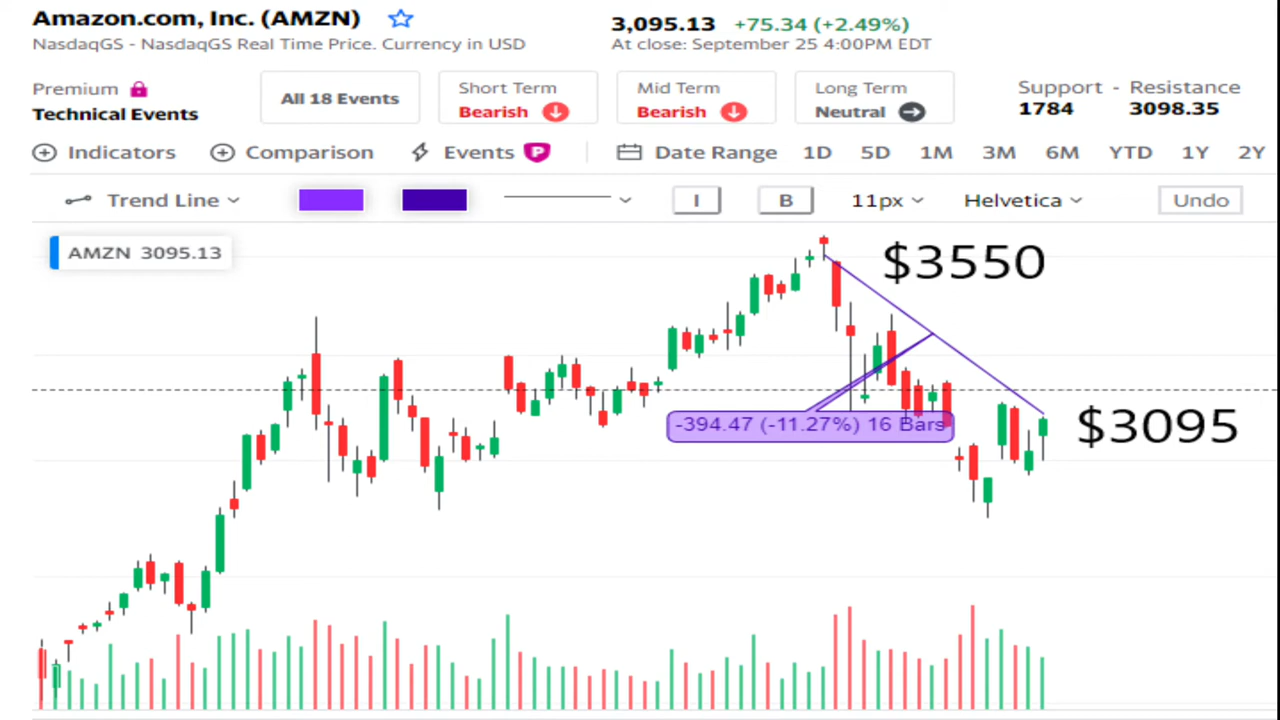 Amazon.com, Inc. (AMZN)
NasdaqGS - NasdaqGS Real Time Price. Currency in USD
3,095.13 +75.34 (+2.49%)
At close: September 25 4:00PM EDT
Premium
Technical Events
All 18 Events
Short Term
Bearish
Mid Term
Bearish
Long Term
Neutral
Support - Resistance
1784 3098.35
Indicators Comparison Events P Date Range 1D 5D 1M 3M 6M YTD 1Y 2Y
Trend Line I B 11px Helvetica Undo
AMZN 3095.13
$3550
-394.47 (-11.27%) 16 Bars
$3095